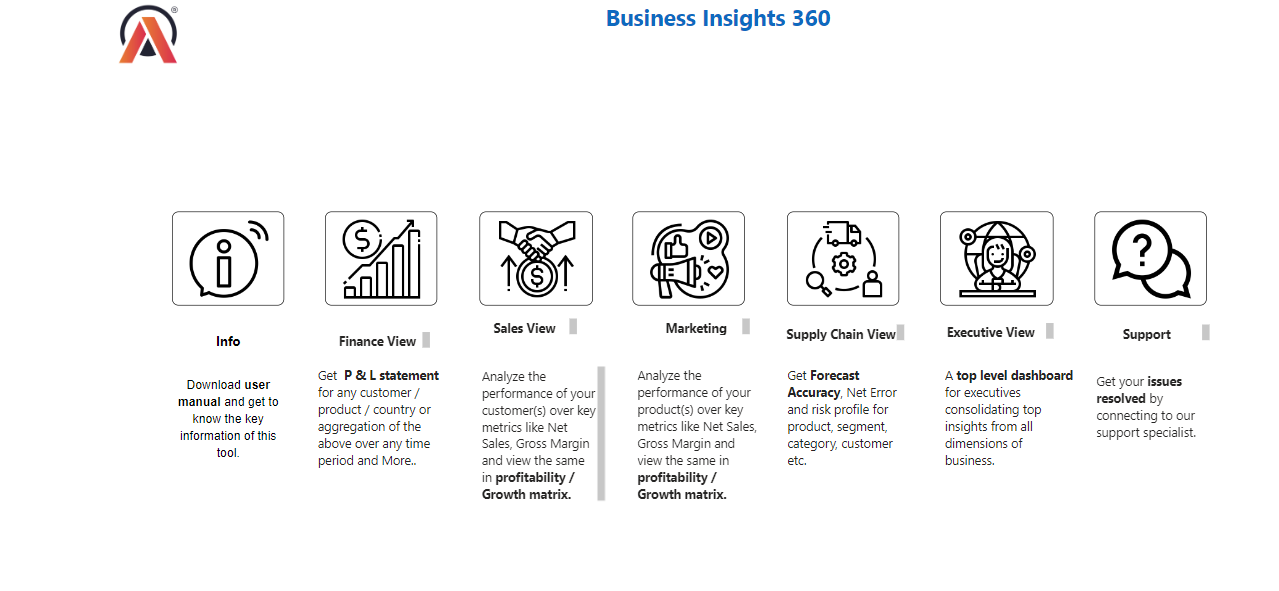 ®
Business Insights 360
Info
Download user
manual and get to
know the key
information of this
tool.
Finance View
Get P & L statement
for any customer /
product / country or
aggregation of the
above over any time
period and More..
Sales View
Analyze the
performance of your
customer(s) over key
metrics like Net
Sales, Gross Margin
and view the same
in profitability /
Growth matrix.
Marketing
Analyze the
performance of your
product(s) over key
metrics like Net Sales,
Gross Margin and
view the same in
profitability /
Growth matrix.
Supply Chain View
Get Forecast
Accuracy, Net Error
and risk profile for
product, segment,
category, customer
etc.
Executive View
A top level dashboard
for executives
consolidating top
insights from all
dimensions of
business.
Support
Get your issues
resolved by
connecting to our
support specialist.